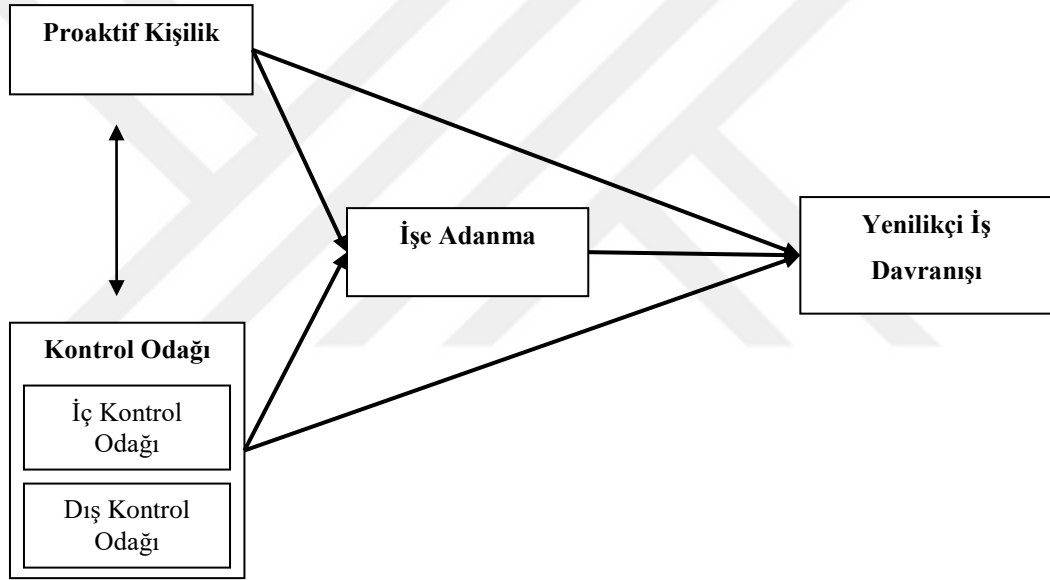 Proaktif Kişilik
İşe Adanma
Yenilikçi İş
Davranışı
Kontrol Odağı
İç Kontrol
Odağı
Dış Kontrol
Odağı